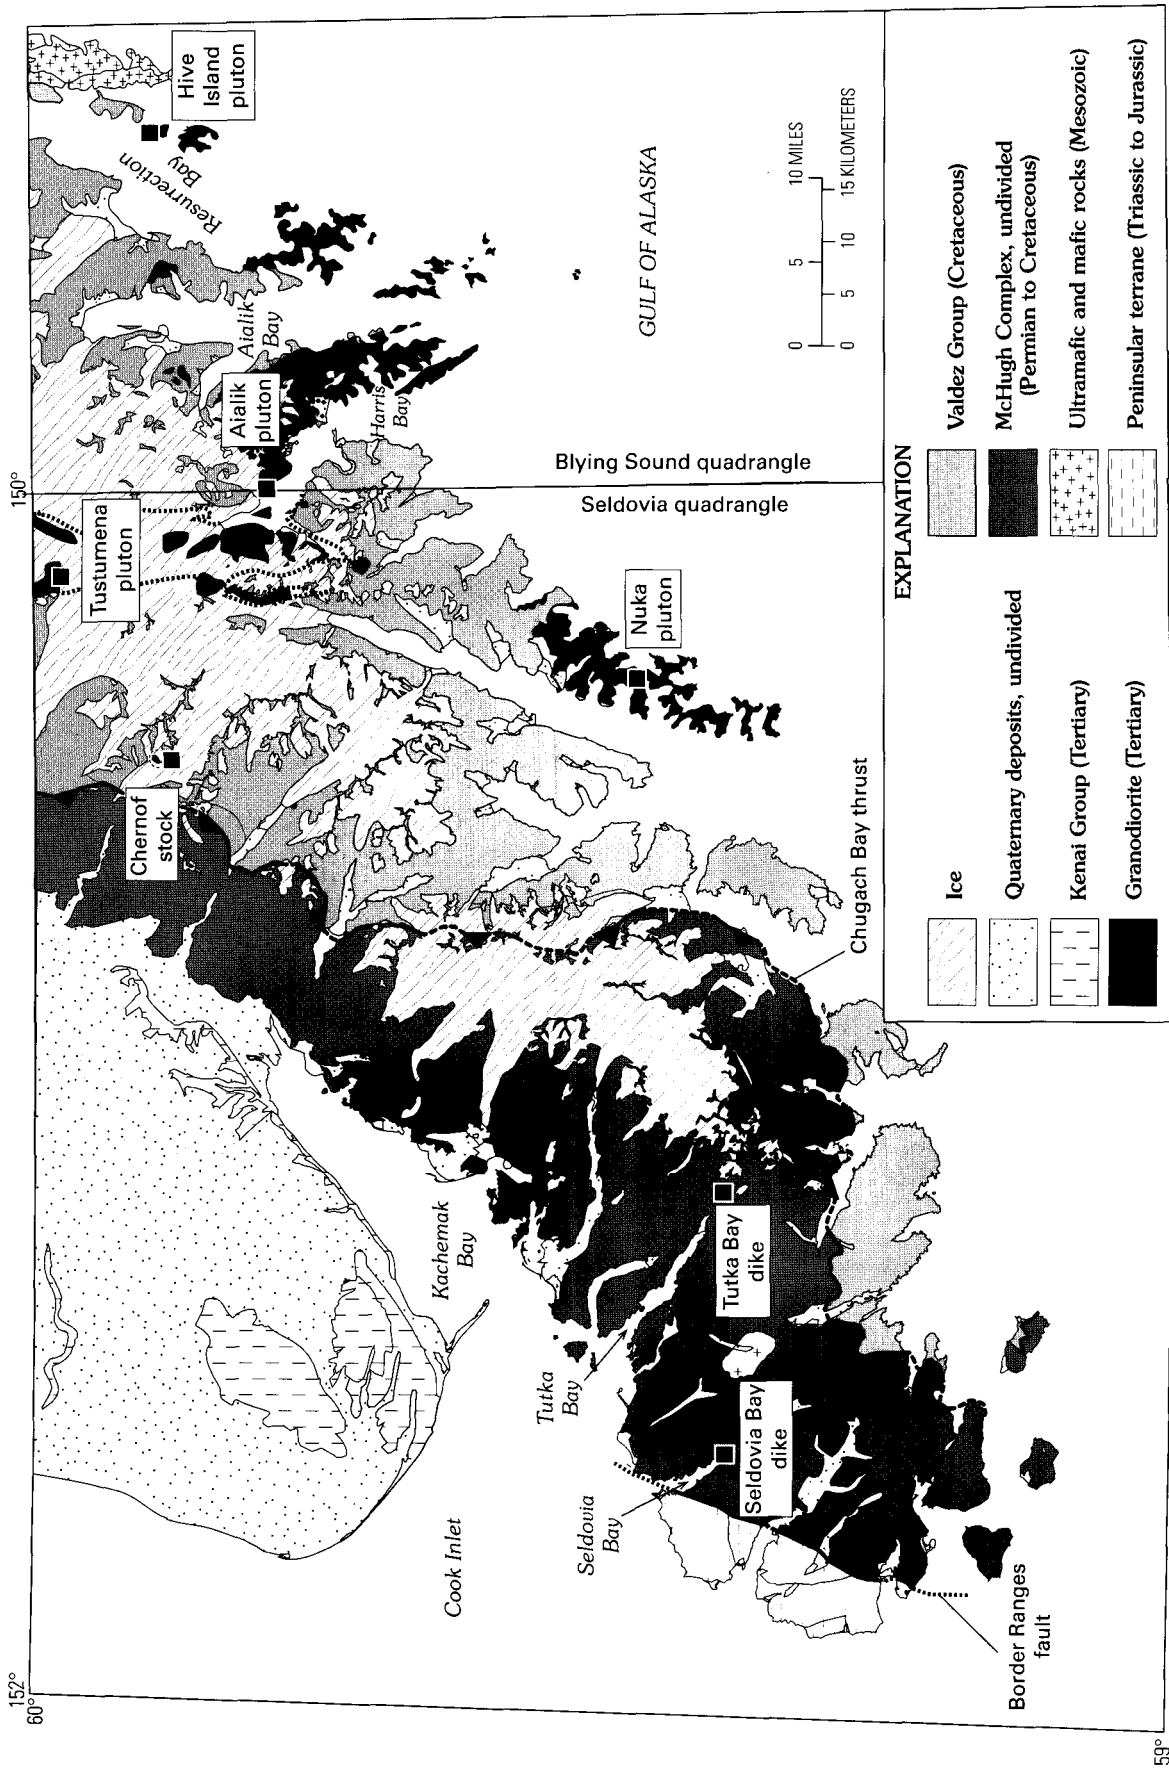 152°
60°
150°
59°
Hive
Island
pluton
Resurrection
Bay
Aialik
Bay
Aialik
pluton
Harris
Bay
GULF OF ALASKA
0 5 10 MILES
0 5 10 15 KILOMETERS
Blying Sound quadrangle
Seldovia quadrangle
Tustumena
pluton
Nuka
pluton
Chernof
stock
Chugach Bay thrust
Kachemak
Bay
Tutka Bay
dike
Tutka
Bay
Seldovia Bay
dike
Seldovia
Bay
Cook Inlet
Border Ranges
fault
EXPLANATION
Ice
Quaternary deposits, undivided
Kenai Group (Tertiary)
Granodiorite (Tertiary)
Valdez Group (Cretaceous)
McHugh Complex, undivided
(Permian to Cretaceous)
Ultramafic and mafic rocks (Mesozoic)
Peninsular terrane (Triassic to Jurassic)